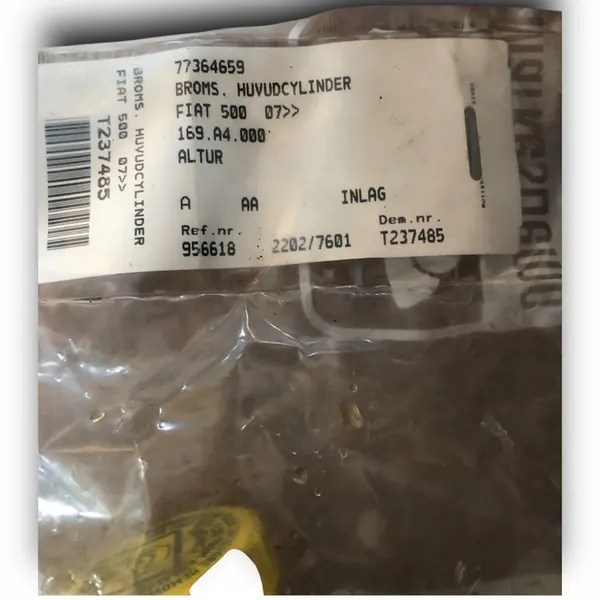 77364659
BROMS. HUVUDCYLINDER
FIAT 500 07>>
169.A4.000
ALTUR
A AA INLAG
Ref.nr. Dem.nr.
956618 2202/7601 T237485
BROMS. HUVUDCYLINDER
FIAT 500 07>>
T237485